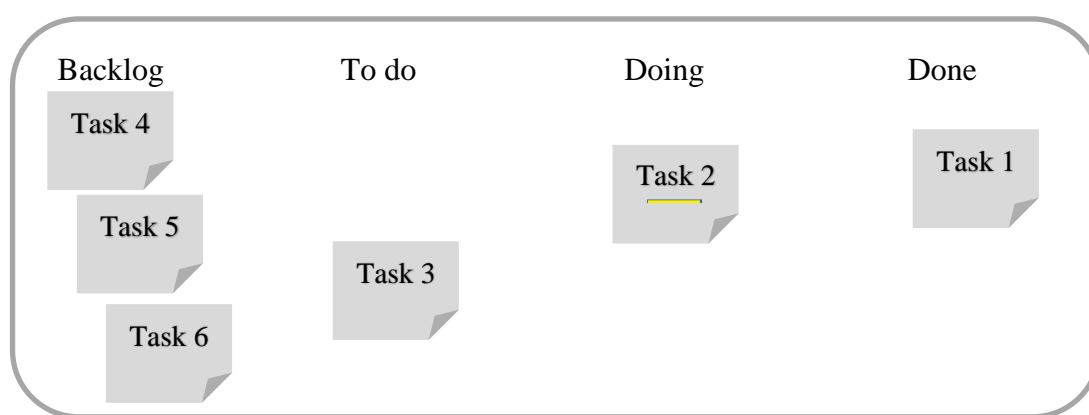 Backlog
To do
Doing
Done
Task 4
Task 5
Task 6
Task 3
Task 2
Task 1